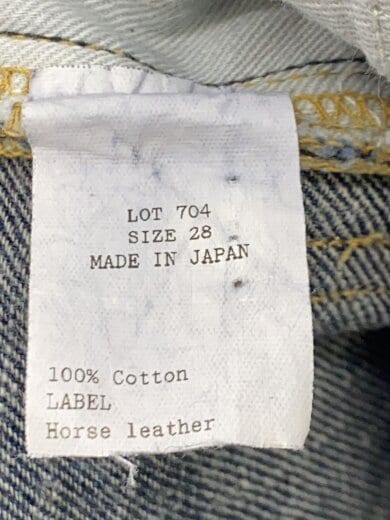 LOT 704
SIZE 28
MADE IN JAPAN
100% Cotton
LABEL
Horse leather